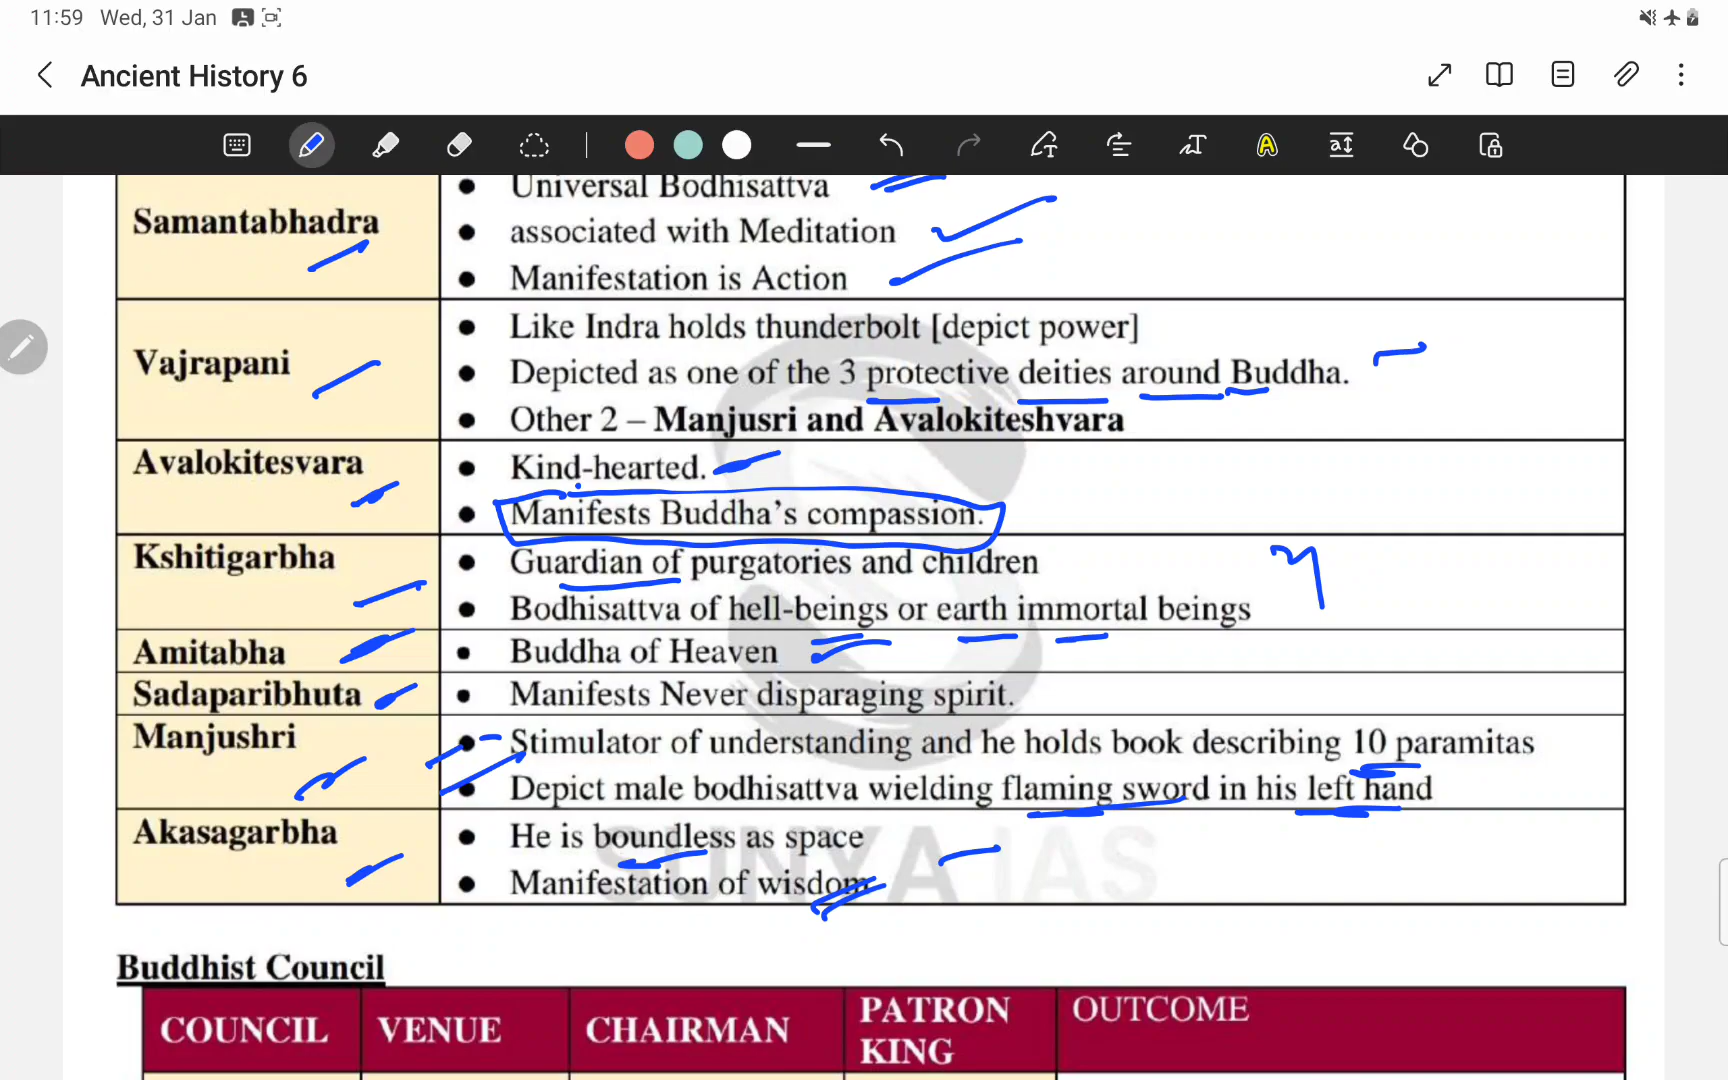 11:59 Wed, 31 Jan
Ancient History 6
Samantabhadra
● Universal Bodhisattva
● associated with Meditation
● Manifestation is Action
Vajrapani
● Like Indra holds thunderbolt [depict power]
● Depicted as one of the 3 protective deities around Buddha.
● Other 2 – Manjusri and Avalokiteshvara
Avalokitesvara
● Kind-hearted.
● Manifests Buddha's compassion.
Kshitigarbha
● Guardian of purgatories and children
● Bodhisattva of hell-beings or earth immortal beings
Amitabha
● Buddha of Heaven
Sadaparibhuta
● Manifests Never disparaging spirit.
Manjushri
● Stimulator of understanding and he holds book describing 10 paramitas
● Depict male bodhisattva wielding flaming sword in his left hand
Akasagarbha
● He is boundless as space
● Manifestation of wisdom
SUNYA IAS
Buddhist Council
COUNCIL VENUE CHAIRMAN PATRON KING OUTCOME